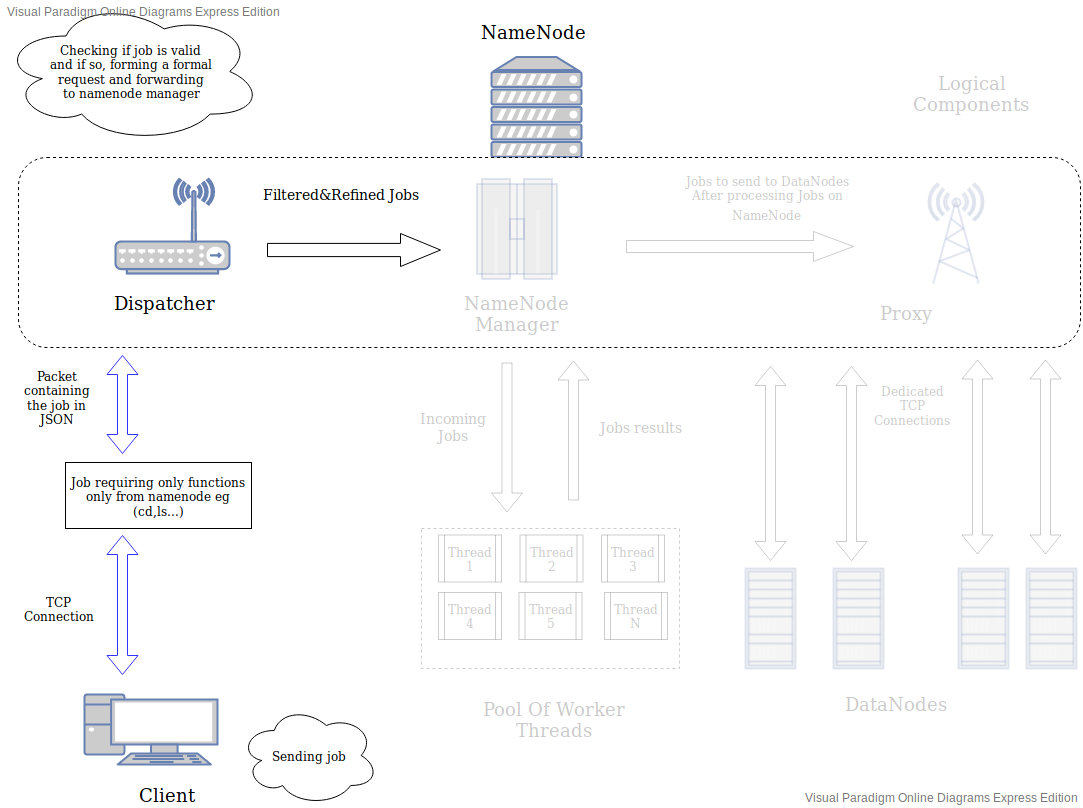 Visual Paradigm Online Diagrams Express Edition
Checking if job is valid
and if so, forming a formal
request and forwarding
to namenode manager
NameNode
Logical
Components
Filtered&Refined Jobs
Jobs to send to DataNodes
After processing Jobs on
NameNode
Dispatcher
NameNode
Manager
Proxy
Packet
containing
the job in
JSON
Incoming
Jobs
Jobs results
Dedicated
TCP
Connections
Job requiring only functions
only from namenode eg
(cd,ls...)
Thread
1
Thread
2
Thread
3
Thread
4
Thread
5
Thread
N
TCP
Connection
Pool Of Worker
Threads
DataNodes
Sending job
Client
Visual Paradigm Online Diagrams Express Edition